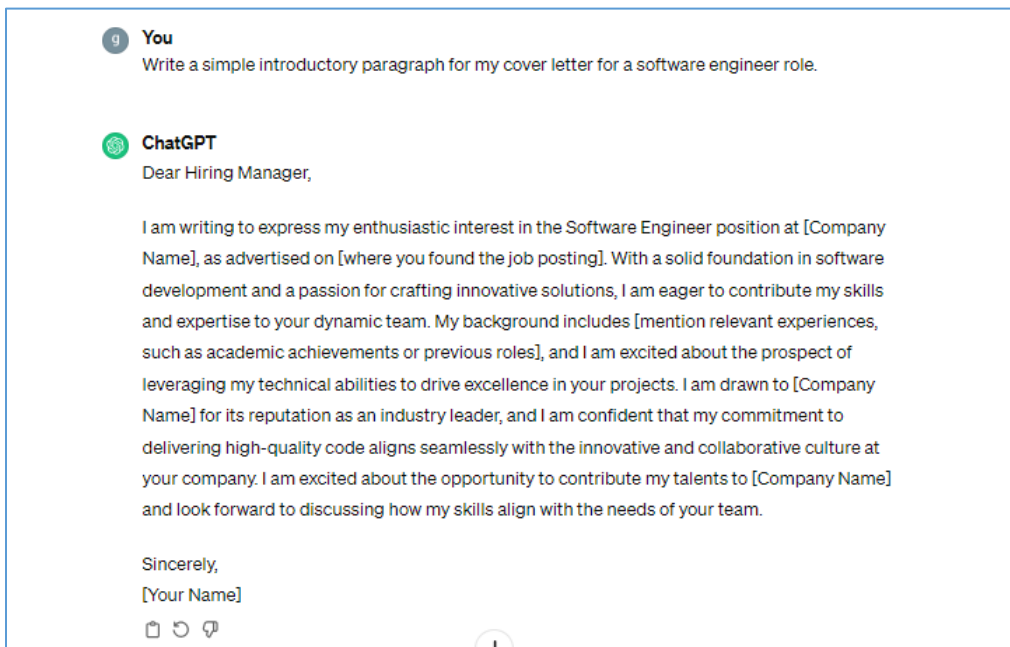 g
You
Write a simple introductory paragraph for my cover letter for a software engineer role.
ChatGPT
Dear Hiring Manager,
I am writing to express my enthusiastic interest in the Software Engineer position at [Company
Name], as advertised on [where you found the job posting]. With a solid foundation in software
development and a passion for crafting innovative solutions, I am eager to contribute my skills
and expertise to your dynamic team. My background includes [mention relevant experiences,
such as academic achievements or previous roles], and I am excited about the prospect of
leveraging my technical abilities to drive excellence in your projects. I am drawn to [Company
Name] for its reputation as an industry leader, and I am confident that my commitment to
delivering high-quality code aligns seamlessly with the innovative and collaborative culture at
your company. I am excited about the opportunity to contribute my talents to [Company Name]
and look forward to discussing how my skills align with the needs of your team.
Sincerely,
[Your Name]